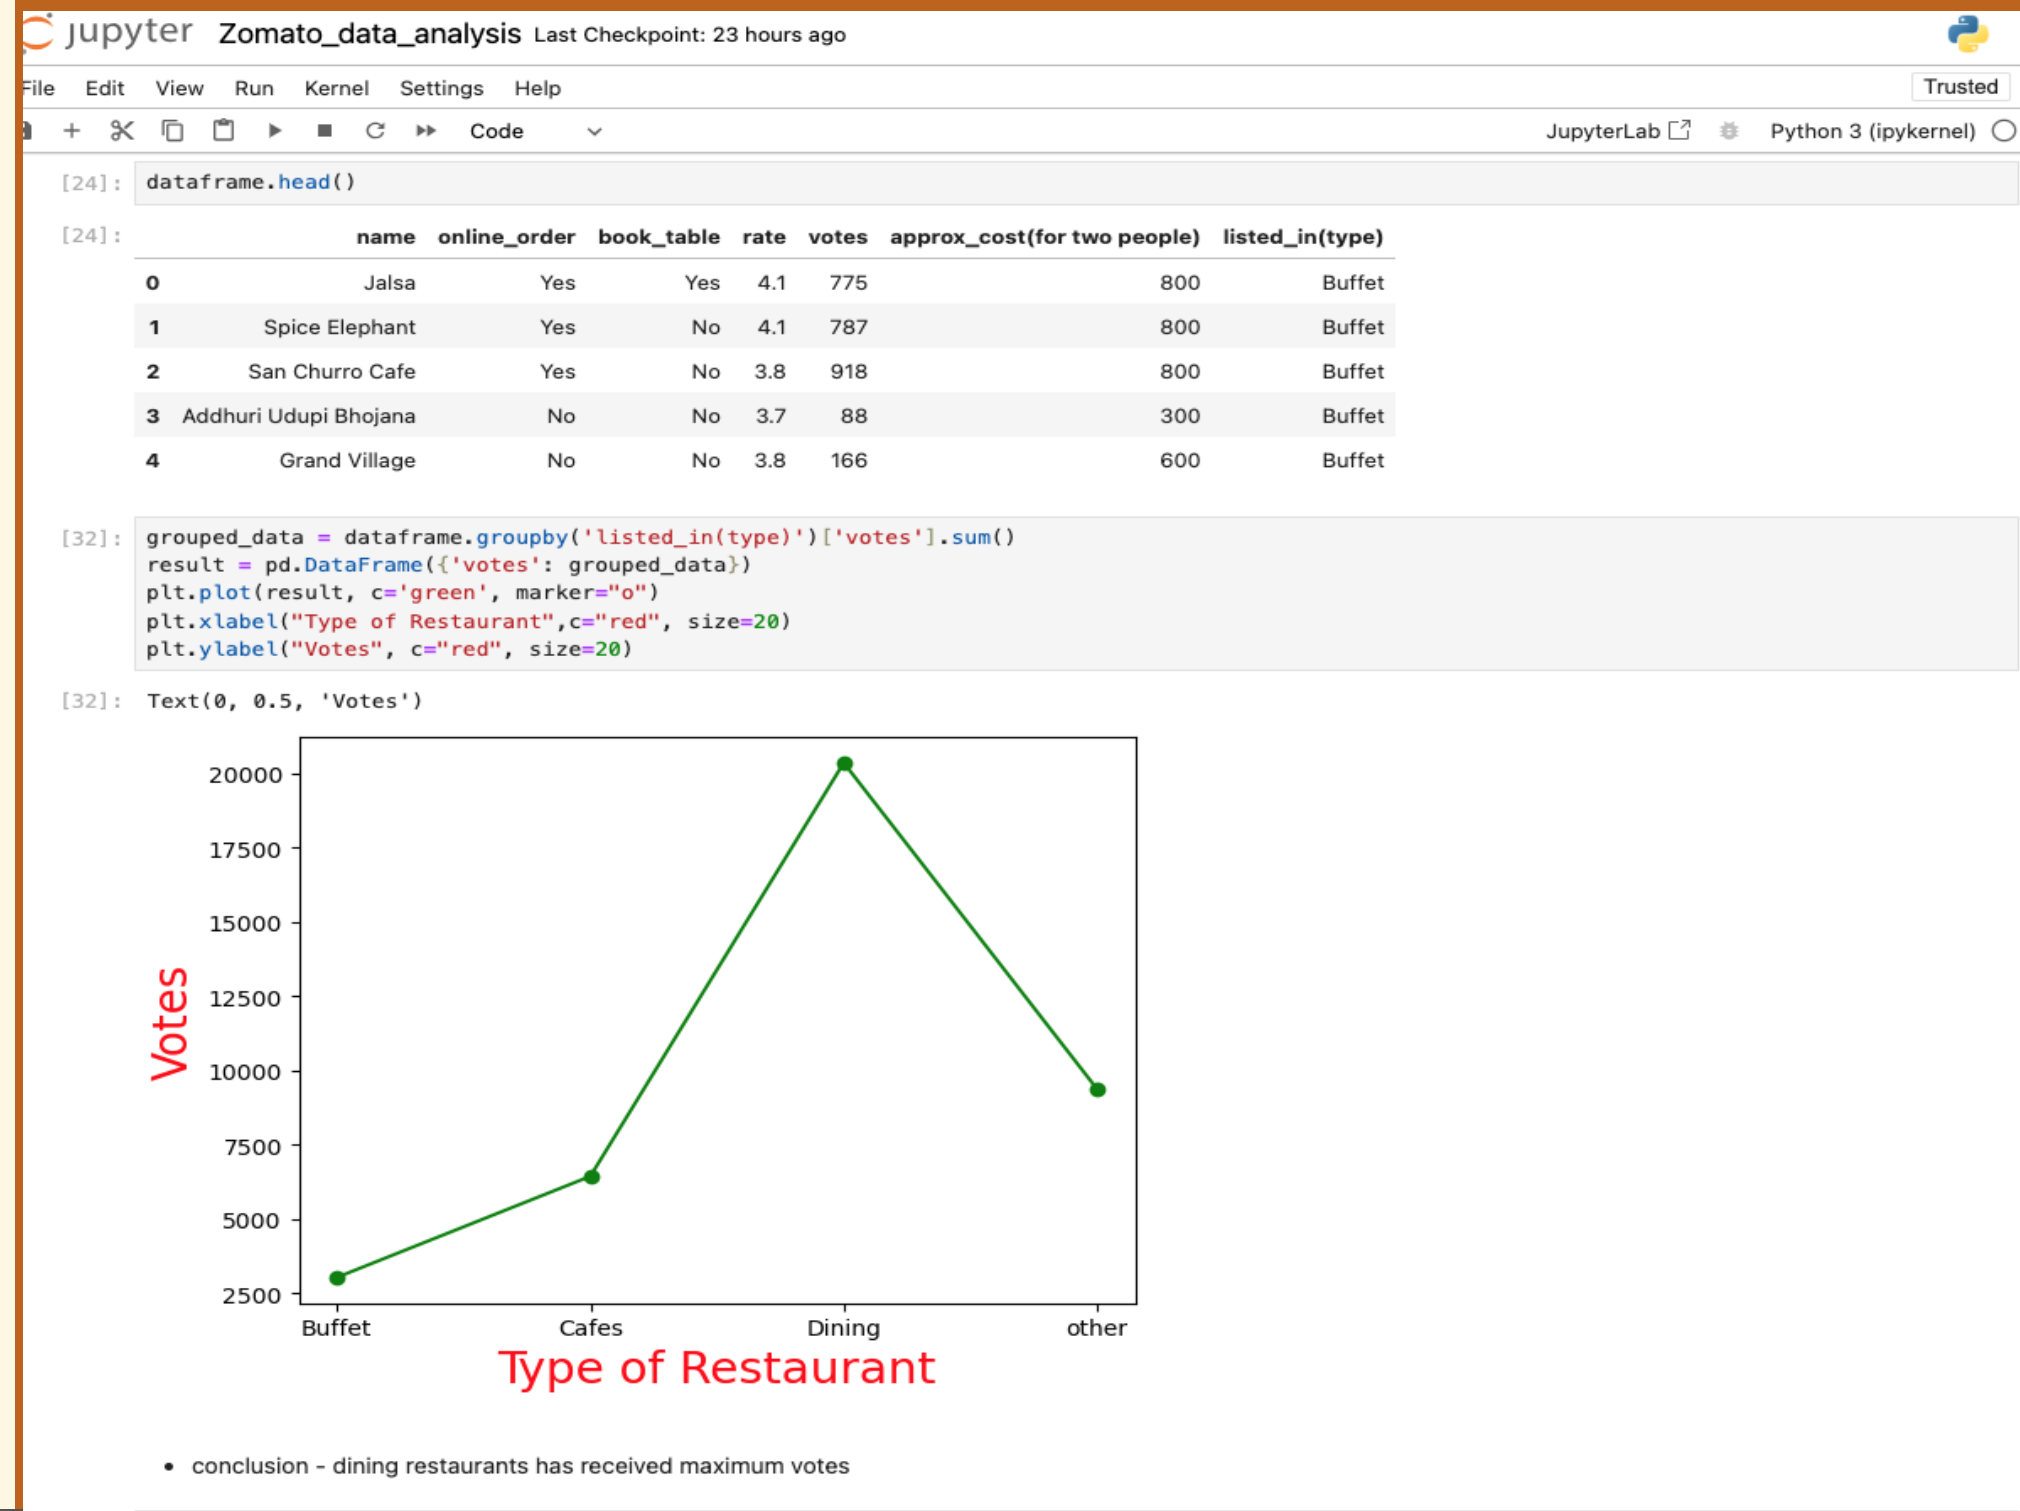 jupyter Zomato_data_analysis Last Checkpoint: 23 hours ago
File Edit View Run Kernel Settings Help Trusted
Code JupyterLab Python 3 (ipykernel)
[24]: dataframe.head()
[24]: name online_order book_table rate votes approx_cost(for two people) listed_in(type)
0 Jalsa Yes Yes 4.1 775 800 Buffet
1 Spice Elephant Yes No 4.1 787 800 Buffet
2 San Churro Cafe Yes No 3.8 918 800 Buffet
3 Addhuri Udupi Bhojana No No 3.7 88 300 Buffet
4 Grand Village No No 3.8 166 600 Buffet
[32]: grouped_data = dataframe.groupby('listed_in(type)')['votes'].sum()
result = pd.DataFrame({'votes': grouped_data})
plt.plot(result, c='green', marker="o")
plt.xlabel("Type of Restaurant",c="red", size=20)
plt.ylabel("Votes", c="red", size=20)
[32]: Text(0, 0.5, 'Votes')
20000
17500
15000
12500
10000
7500
5000
2500
Votes
Buffet Cafes Dining other
Type of Restaurant
• conclusion - dining restaurants has received maximum votes